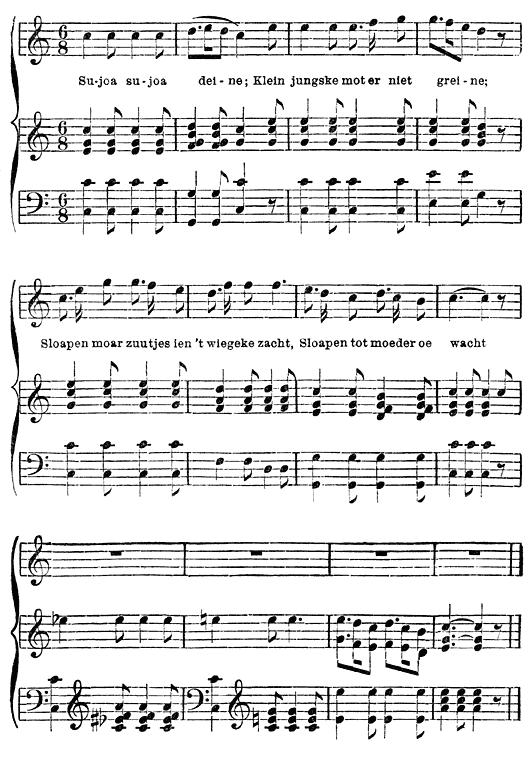 Su-joa su-joa dei-ne; Klein jungske mot er niet grei-ne;
Sloapen moar zuutjes ien 't wiegeke zacht, Sloapen tot moeder oe wacht